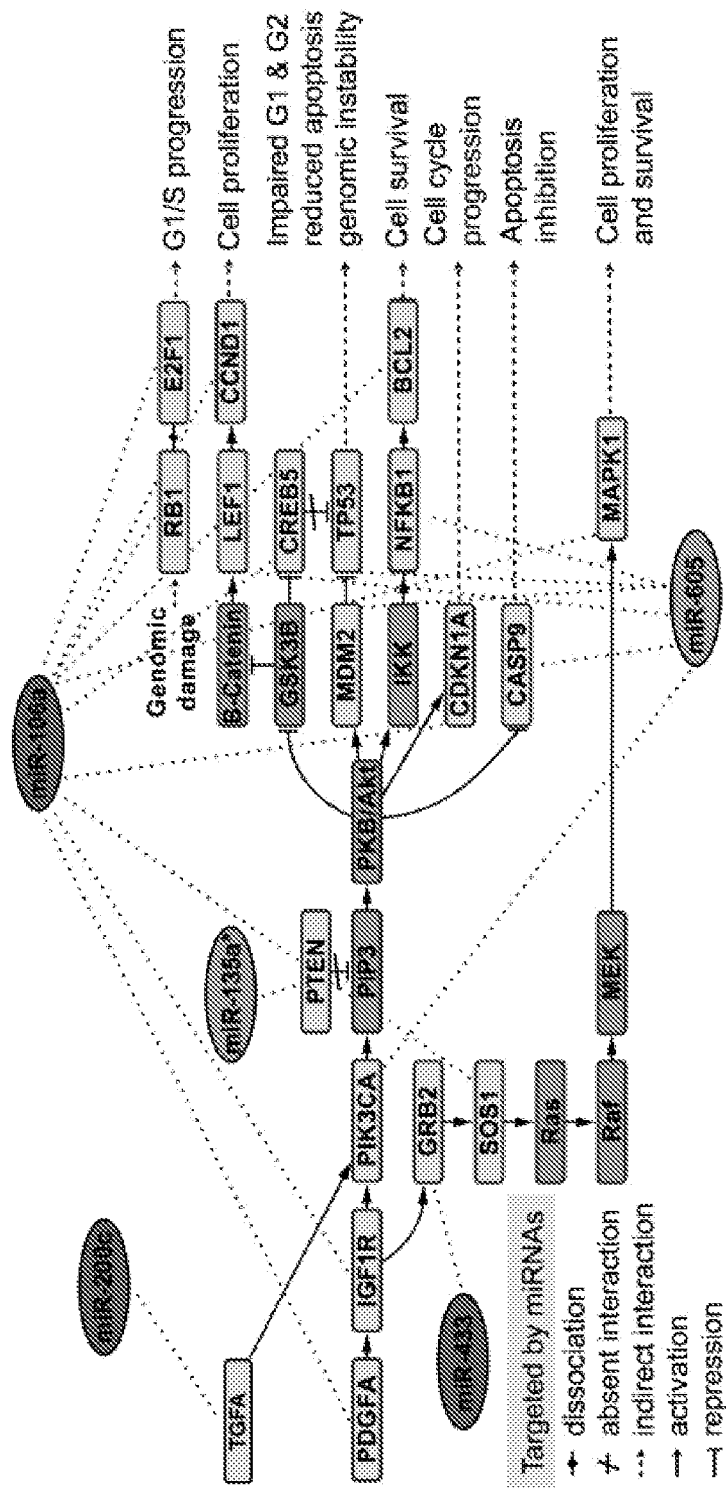 miR-200c
miR-106a
miR-135a*
TGFA
PDGFA
IGF1R
PIK3CA
PTEN
PIP3
PKB/Akt
Genomic
damage
RB1
E2F1
G1/S progression
B-Catenin
LEF1
CCND1
Cell proliferation
GSK3B
CREB5
Impaired G1 & G2
reduced apoptosis
genomic instability
MDM2
TP53
IKK
NFKB1
BCL2
Cell survival
CDKN1A
Cell cycle
progression
CASP9
Apoptosis
inhibition
GRB2
SOS1
Ras
Raf
MEK
MAPK1
Cell proliferation
and survival
miR-433
miR-605
Targeted by miRNAs
dissociation
absent interaction
indirect interaction
activation
repression